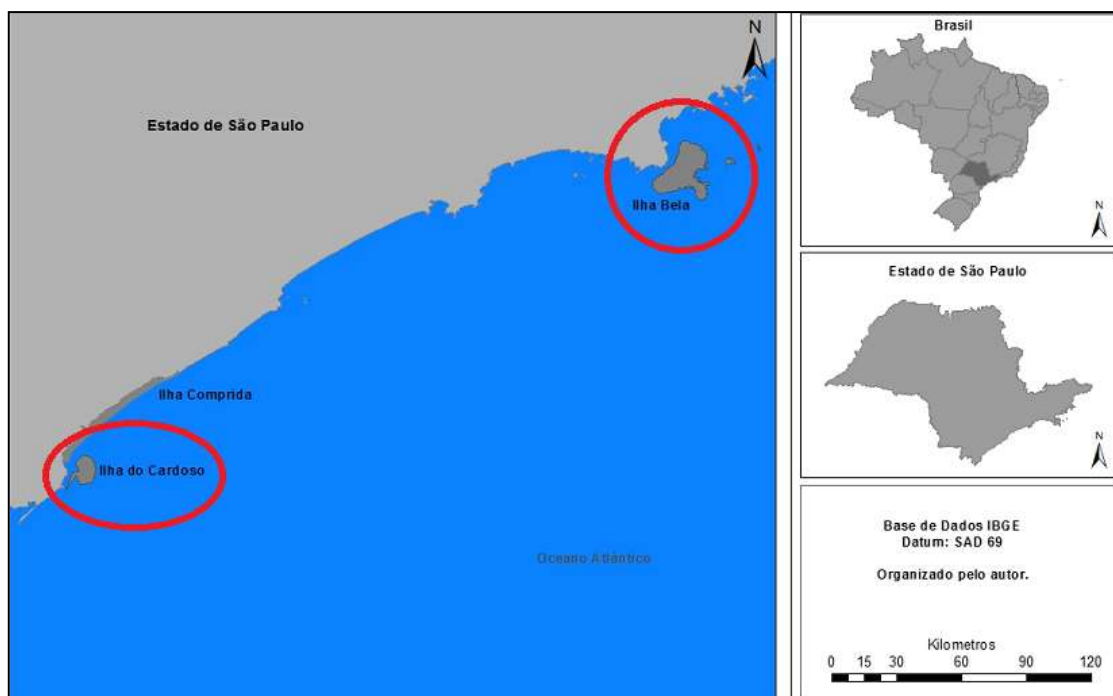 N
Estado de São Paulo
Ilha Bela
Ilha Comprida
Ilha do Cardoso
Oceano Atlântico
Brasil
N
Estado de São Paulo
N
Base de Dados IBGE
Datum: SAD 69
Organizado pelo autor.
Kilometros
0 15 30 60 90 120